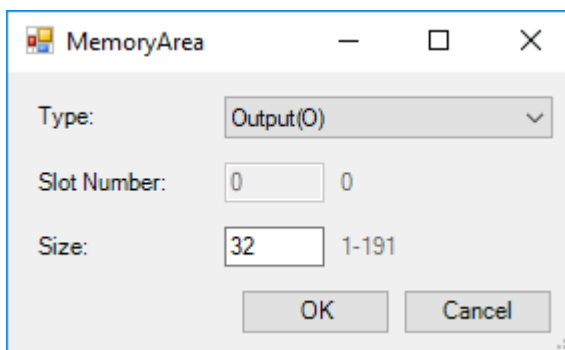 MemoryArea
Type: Output(O)
Slot Number: 0 0
Size: 32 1-191
OK Cancel